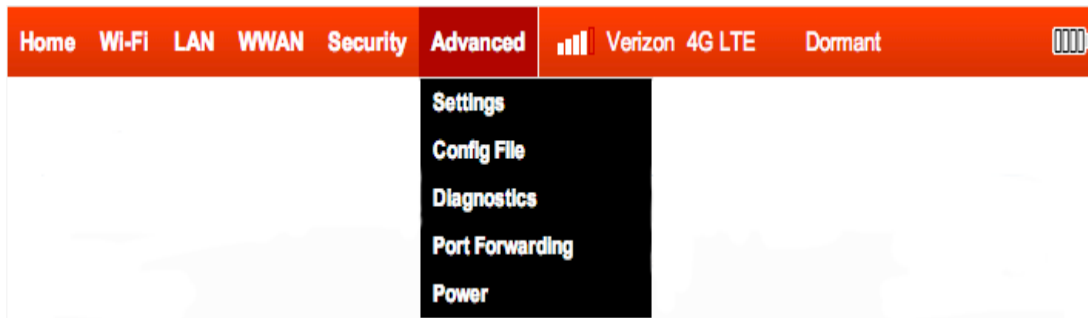 Home Wi-Fi LAN WWAN Security Advanced Verizon 4G LTE Dormant
Settings
Config File
Diagnostics
Port Forwarding
Power